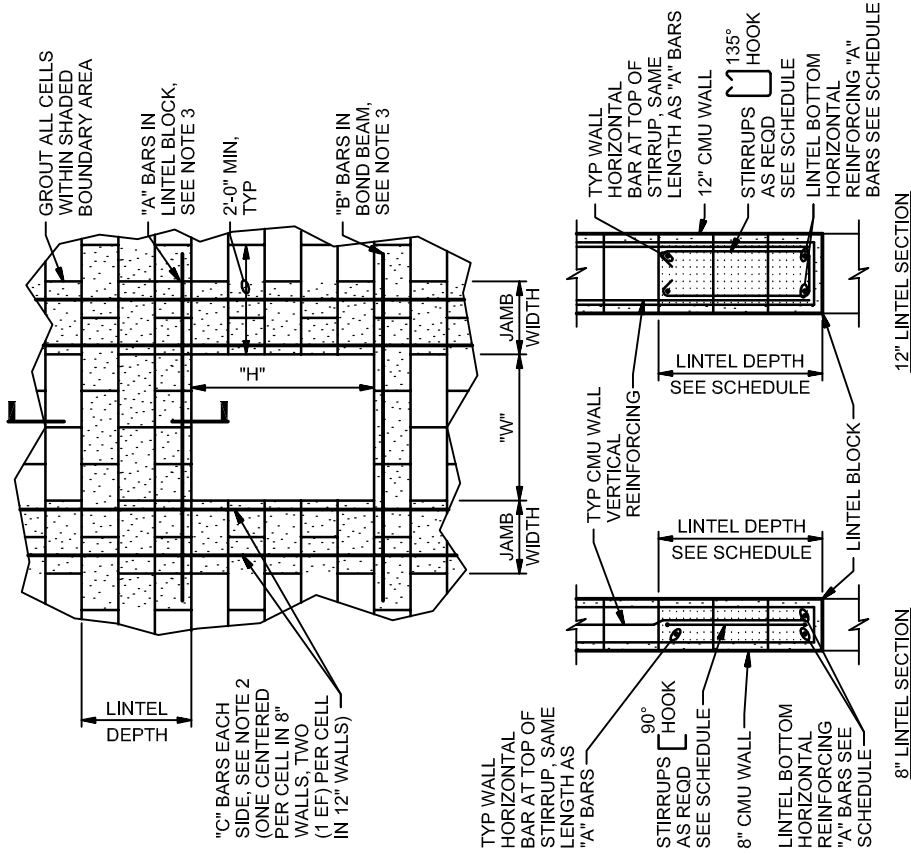 GROUT ALL CELLS
WITHIN SHADED
BOUNDARY AREA
"A" BARS IN
LINTEL BLOCK,
SEE NOTE 3
2'-0" MIN,
TYP
"B" BARS IN
BOND BEAM,
SEE NOTE 3
LINTEL
DEPTH
"H"
"W"
JAMB
WIDTH
JAMB
WIDTH
"C" BARS EACH
SIDE, SEE NOTE 2
(ONE CENTERED
PER CELL IN 8"
WALLS, TWO
(1 EF) PER CELL
IN 12" WALLS)
TYP WALL
HORIZONTAL
BAR AT TOP OF
STIRRUP, SAME
LENGTH AS
"A" BARS
90°
HOOK
STIRRUPS
AS REQD
SEE SCHEDULE
8" CMU WALL
LINTEL BOTTOM
HORIZONTAL
REINFORCING
"A" BARS SEE
SCHEDULE
TYP CMU WALL
VERTICAL
REINFORCING
LINTEL DEPTH
SEE SCHEDULE
LINTEL BLOCK
8" LINTEL SECTION
LINTEL DEPTH
SEE SCHEDULE
TYP WALL
HORIZONTAL
BAR AT TOP OF
STIRRUP, SAME
LENGTH AS "A" BARS
12" CMU WALL
STIRRUPS
AS REQD
SEE SCHEDULE
135°
HOOK
LINTEL BOTTOM
HORIZONTAL
REINFORCING "A"
BARS SEE SCHEDULE
12" LINTEL SECTION